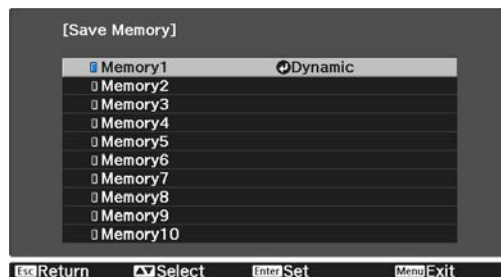 [Save Memory]
Memory1 Dynamic
Memory2
Memory3
Memory4
Memory5
Memory6
Memory7
Memory8
Memory9
Memory10
Esc Return Select Enter Set Menu Exit